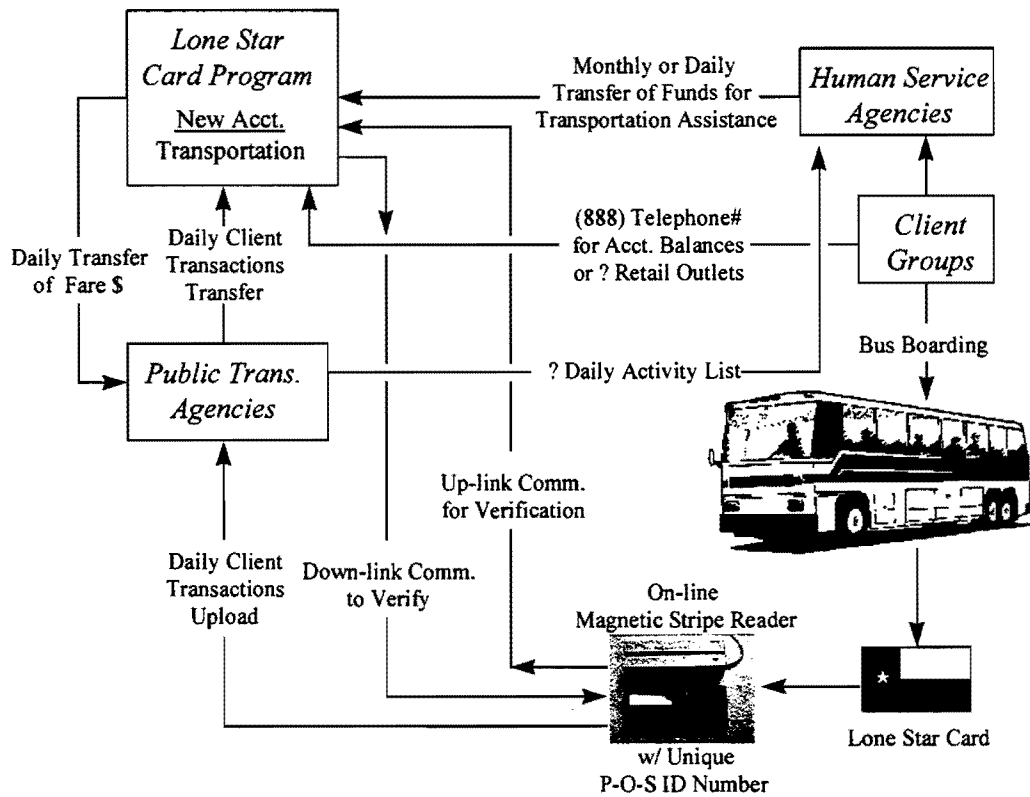 Lone Star
Card Program
New Acct.
Transportation
Monthly or Daily
Transfer of Funds for
Transportation Assistance
Human Service
Agencies
(888) Telephone#
for Acct. Balances
or ? Retail Outlets
Client
Groups
Daily Transfer
of Fare $
Daily Client
Transactions
Transfer
Public Trans.
Agencies
? Daily Activity List
Bus Boarding
Up-link Comm.
for Verification
Daily Client
Transactions
Upload
Down-link Comm.
to Verify
On-line
Magnetic Stripe Reader
w/ Unique
P-O-S ID Number
Lone Star Card